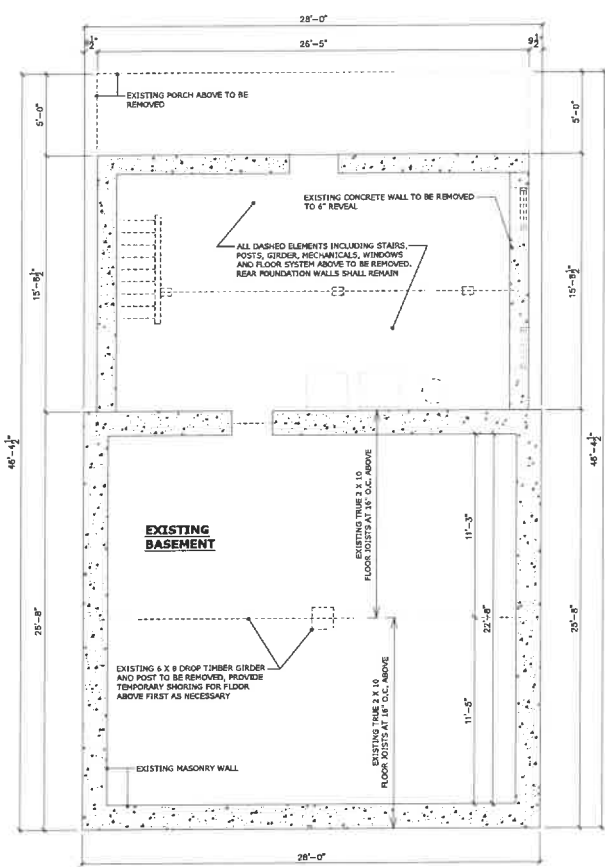 28'-0"
1/2"
26'-5"
9 1/2"
EXISTING PORCH ABOVE TO BE
REMOVED
5'-0"
5'-0"
EXISTING CONCRETE WALL TO BE REMOVED
TO 6" REVEAL
ALL DASHED ELEMENTS INCLUDING STAIRS,
POSTS, GIRDER, MECHANICALS, WINDOWS
AND FLOOR SYSTEM ABOVE TO BE REMOVED.
REAR FOUNDATION WALLS SHALL REMAIN
15'-8 1/2"
15'-8 1/2"
46'-4 1/2"
46'-4 1/2"
EXISTING TRUE 2 X 10
FLOOR JOISTS AT 16" O.C. ABOVE
11'-3"
EXISTING
BASEMENT
22'-8"
25'-8"
25'-8"
EXISTING 6 X 8 DROP TIMBER GIRDER
AND POST TO BE REMOVED, PROVIDE
TEMPORARY SHORING FOR FLOOR
ABOVE FIRST AS NECESSARY
EXISTING TRUE 2 X 10
FLOOR JOISTS AT 16" O.C. ABOVE
11'-5"
EXISTING MASONRY WALL
28'-0"